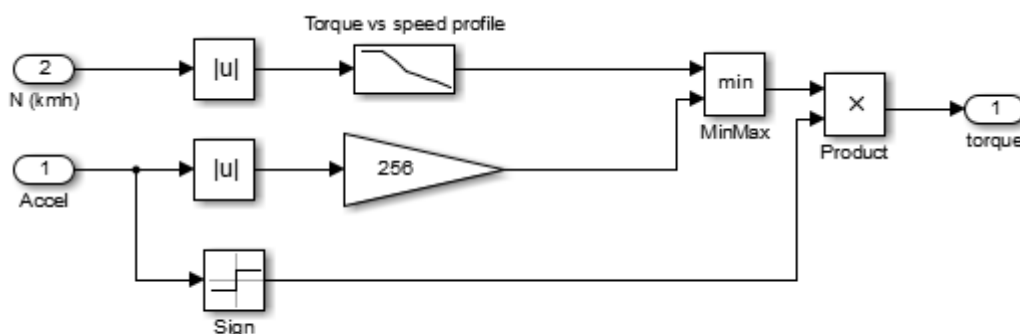 Torque vs speed profile
2
N (kmh)
|u|
min
MinMax
×
Product
1
torque
1
Accel
|u|
256
Sign